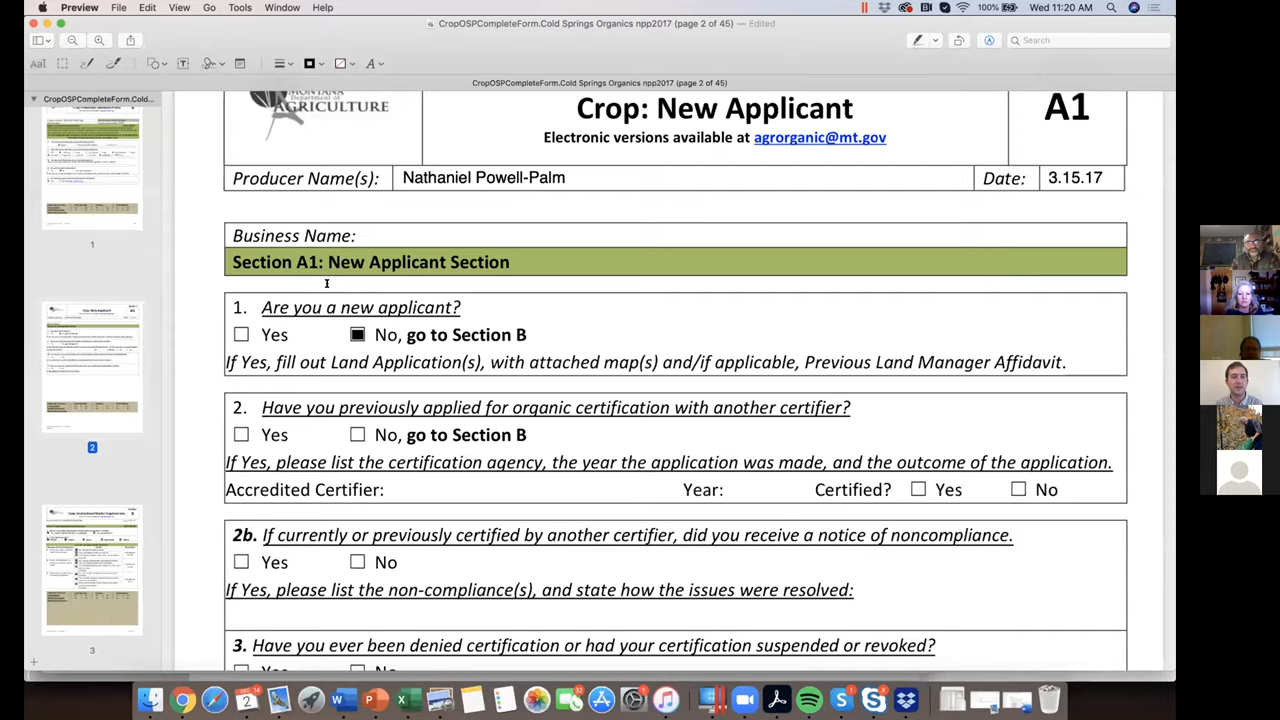 Preview File Edit View Go Tools Window Help
100% Wed 11:20 AM
CropOSPCompleteForm.Cold Springs Organics npp2017 (page 2 of 45) — Edited
Search
CropOSPCompleteForm.Cold Springs Organics npp2017 (page 2 of 45)
CropOSPCompleteForm.Cold...
1
2
3
AGRICULTURE
Crop: New Applicant
A1
Electronic versions available at agrorganic@mt.gov
Producer Name(s): Nathaniel Powell-Palm Date: 3.15.17
Business Name:
Section A1: New Applicant Section
1. Are you a new applicant?
Yes No, go to Section B
If Yes, fill out Land Application(s), with attached map(s) and/if applicable, Previous Land Manager Affidavit.
2. Have you previously applied for organic certification with another certifier?
Yes No, go to Section B
If Yes, please list the certification agency, the year the application was made, and the outcome of the application.
Accredited Certifier: Year: Certified? Yes No
2b. If currently or previously certified by another certifier, did you receive notice of noncompliance.
Yes No
If Yes, please list the non-compliance(s), and state how the issues were resolved:
3. Have you ever been denied certification or had your certification suspended or revoked?
Yes No